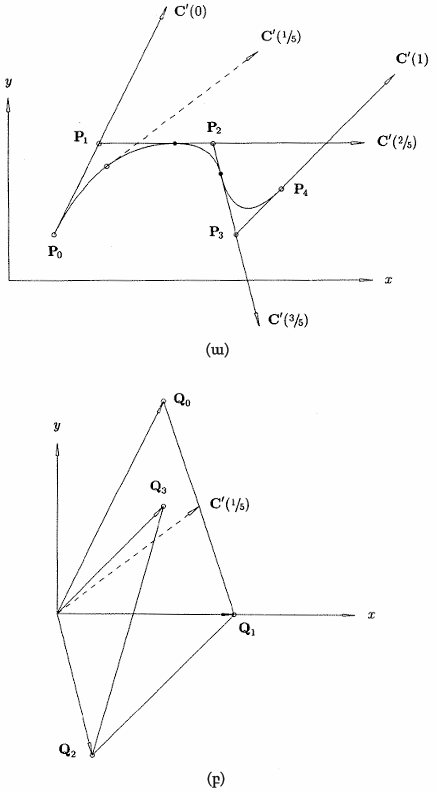 C′(0)
C′(1/5)
C′(1)
y
P₁
P₂
C′(2/5)
P₄
P₃
P₀
x
C′(3/5)
(ա)
Q₀
y
Q₃
C′(1/5)
x
Q₁
Q₂
(բ)